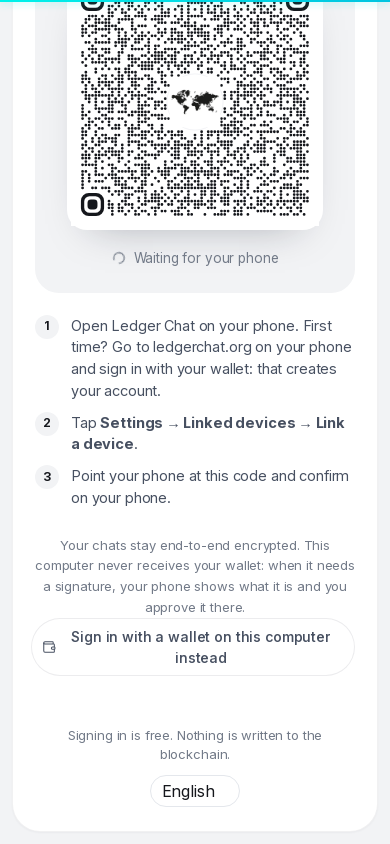 Waiting for your phone
1
Open Ledger Chat on your phone. First
time? Go to ledgerchat.org on your phone
and sign in with your wallet: that creates
your account.
2
Tap Settings → Linked devices → Link
a device.
3
Point your phone at this code and confirm
on your phone.
Your chats stay end-to-end encrypted. This
computer never receives your wallet: when it needs
a signature, your phone shows what it is and you
approve it there.
Sign in with a wallet on this computer
instead
Signing in is free. Nothing is written to the
blockchain.
English